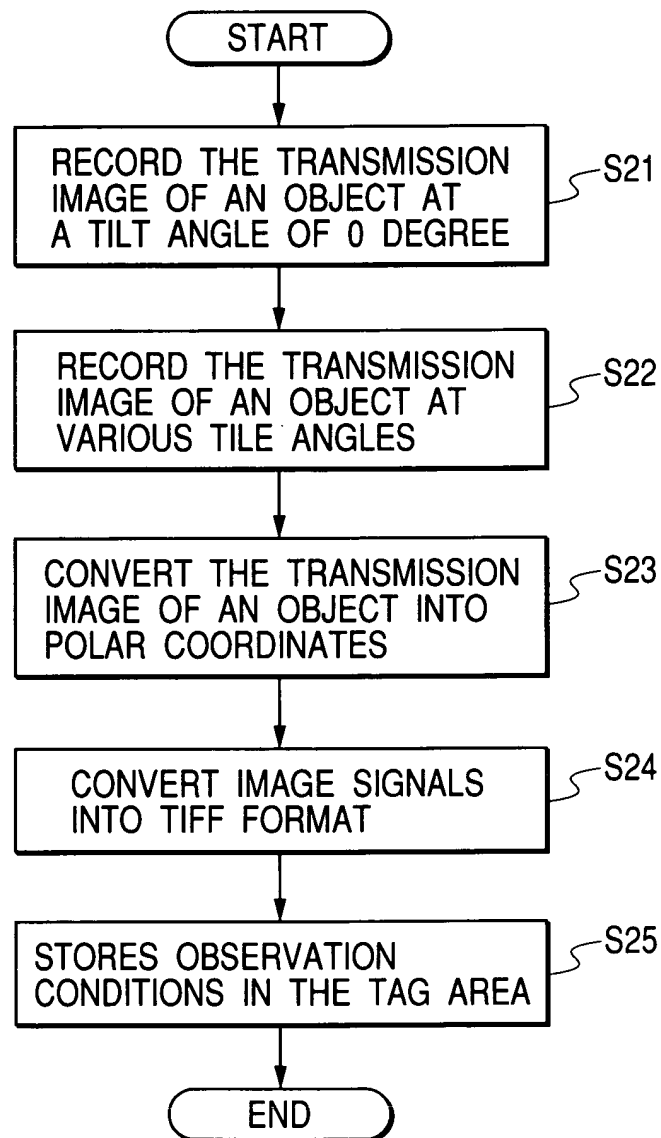 START
RECORD THE TRANSMISSION
IMAGE OF AN OBJECT AT
A TILT ANGLE OF 0 DEGREE
S21
RECORD THE TRANSMISSION
IMAGE OF AN OBJECT AT
VARIOUS TILE ANGLES
S22
CONVERT THE TRANSMISSION
IMAGE OF AN OBJECT INTO
POLAR COORDINATES
S23
CONVERT IMAGE SIGNALS
INTO TIFF FORMAT
S24
STORES OBSERVATION
CONDITIONS IN THE TAG AREA
S25
END